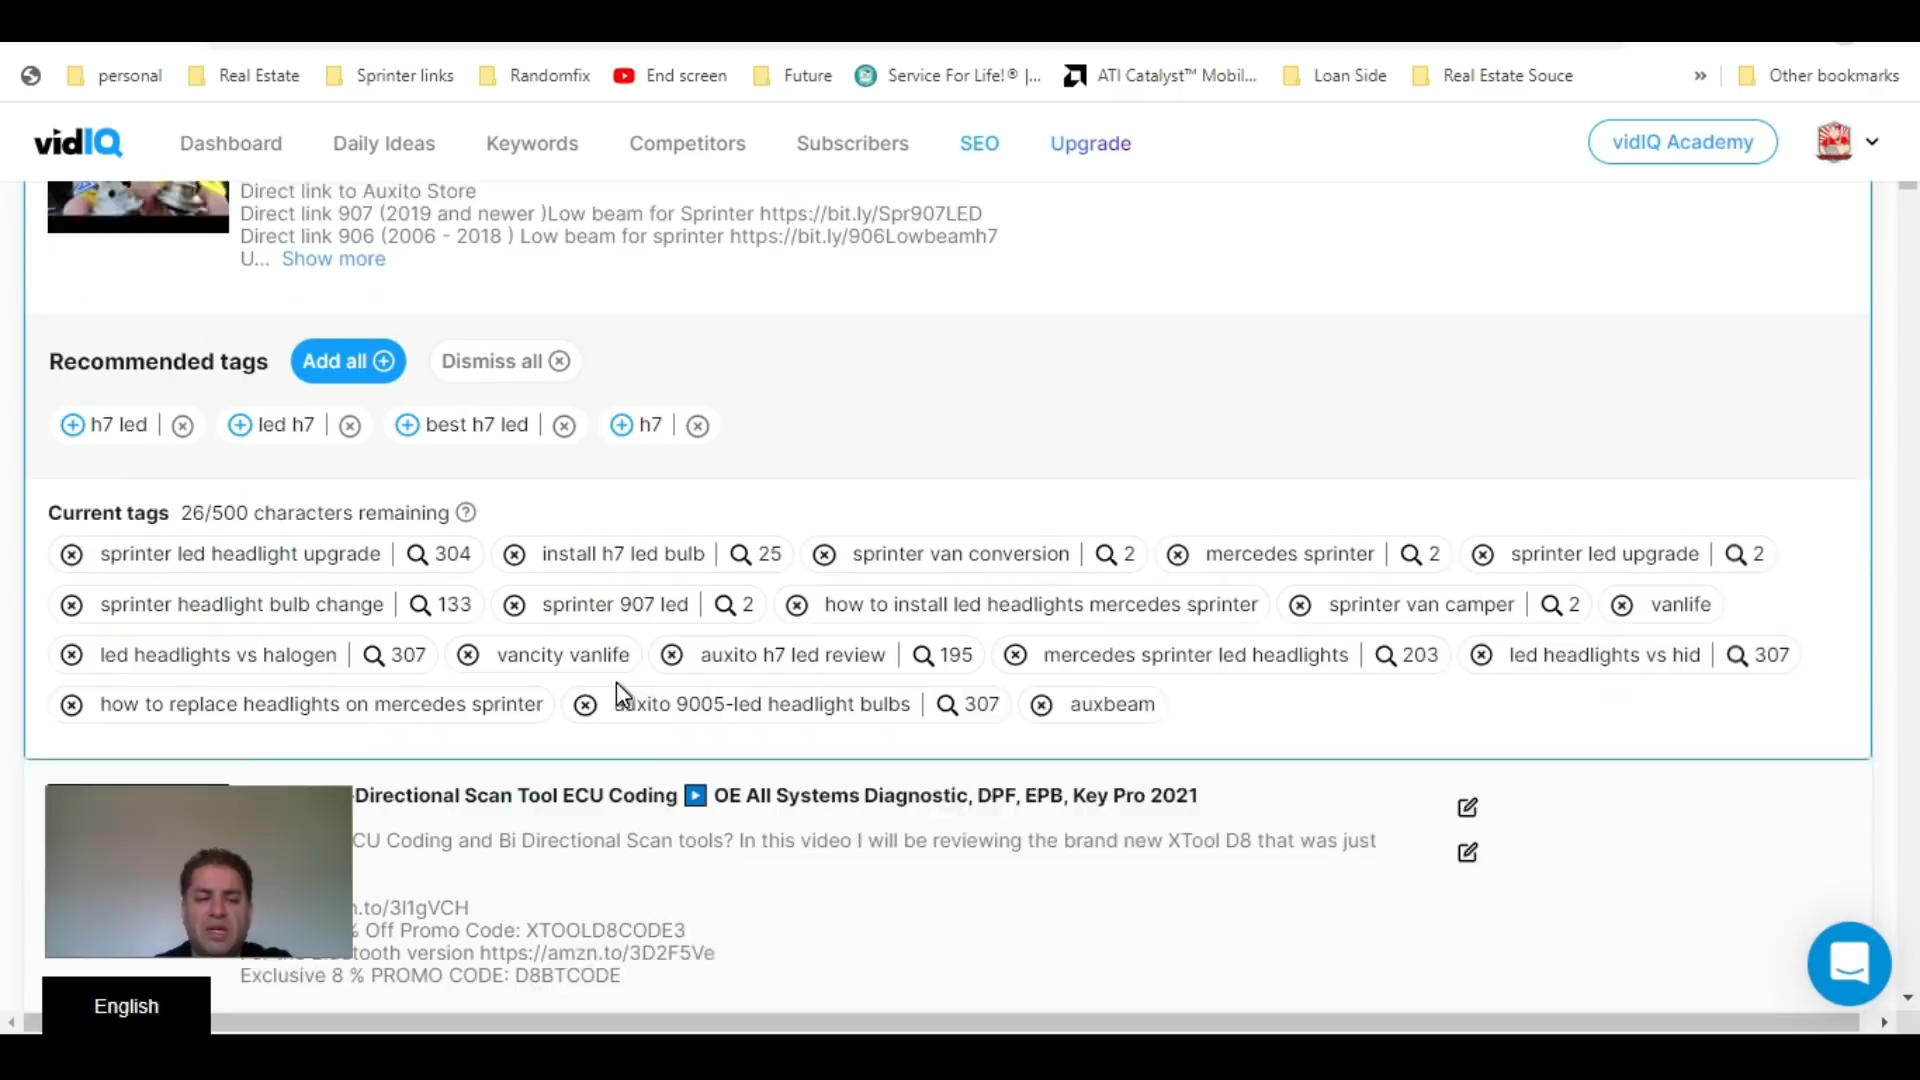 personal Real Estate Sprinter links Randomfix End screen Future Service For Life!® |... ATI Catalyst™ Mobil... Loan Side Real Estate Souce » Other bookmarks
vidIQ Dashboard Daily Ideas Keywords Competitors Subscribers SEO Upgrade vidIQ Academy
Direct link to Auxito Store
Direct link 907 (2019 and newer )Low beam for Sprinter https://bit.ly/Spr907LED
Direct link 906 (2006 - 2018 ) Low beam for sprinter https://bit.ly/906Lowbeamh7
U... Show more
Recommended tags Add all Dismiss all
h7 led led h7 best h7 led h7
Current tags 26/500 characters remaining
sprinter led headlight upgrade 304 install h7 led bulb 25 sprinter van conversion 2 mercedes sprinter 2 sprinter led upgrade 2
sprinter headlight bulb change 133 sprinter 907 led 2 how to install led headlights mercedes sprinter sprinter van camper 2 vanlife
led headlights vs halogen 307 vancity vanlife auxito h7 led review 195 mercedes sprinter led headlights 203 led headlights vs hid 307
how to replace headlights on mercedes sprinter auxito 9005-led headlight bulbs 307 auxbeam
-Directional Scan Tool ECU Coding OE All Systems Diagnostic, DPF, EPB, Key Pro 2021
CU Coding and Bi Directional Scan tools? In this video I will be reviewing the brand new XTool D8 that was just
n.to/3I1gVCH
% Off Promo Code: XTOOLD8CODE3
tooth version https://amzn.to/3D2F5Ve
Exclusive 8 % PROMO CODE: D8BTCODE
English